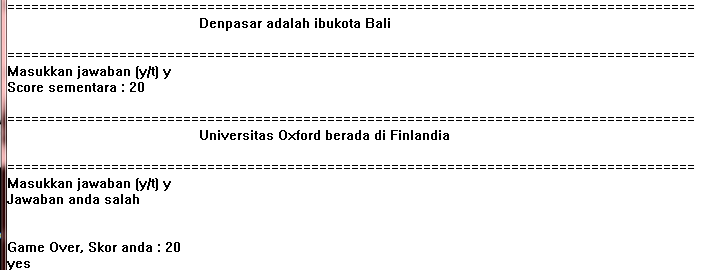 ================================================================================
Denpasar adalah ibukota Bali
================================================================================
Masukkan jawaban (y/t) y
Score sementara : 20
================================================================================
Universitas Oxford berada di Finlandia
================================================================================
Masukkan jawaban (y/t) y
Jawaban anda salah
Game Over, Skor anda : 20
yes